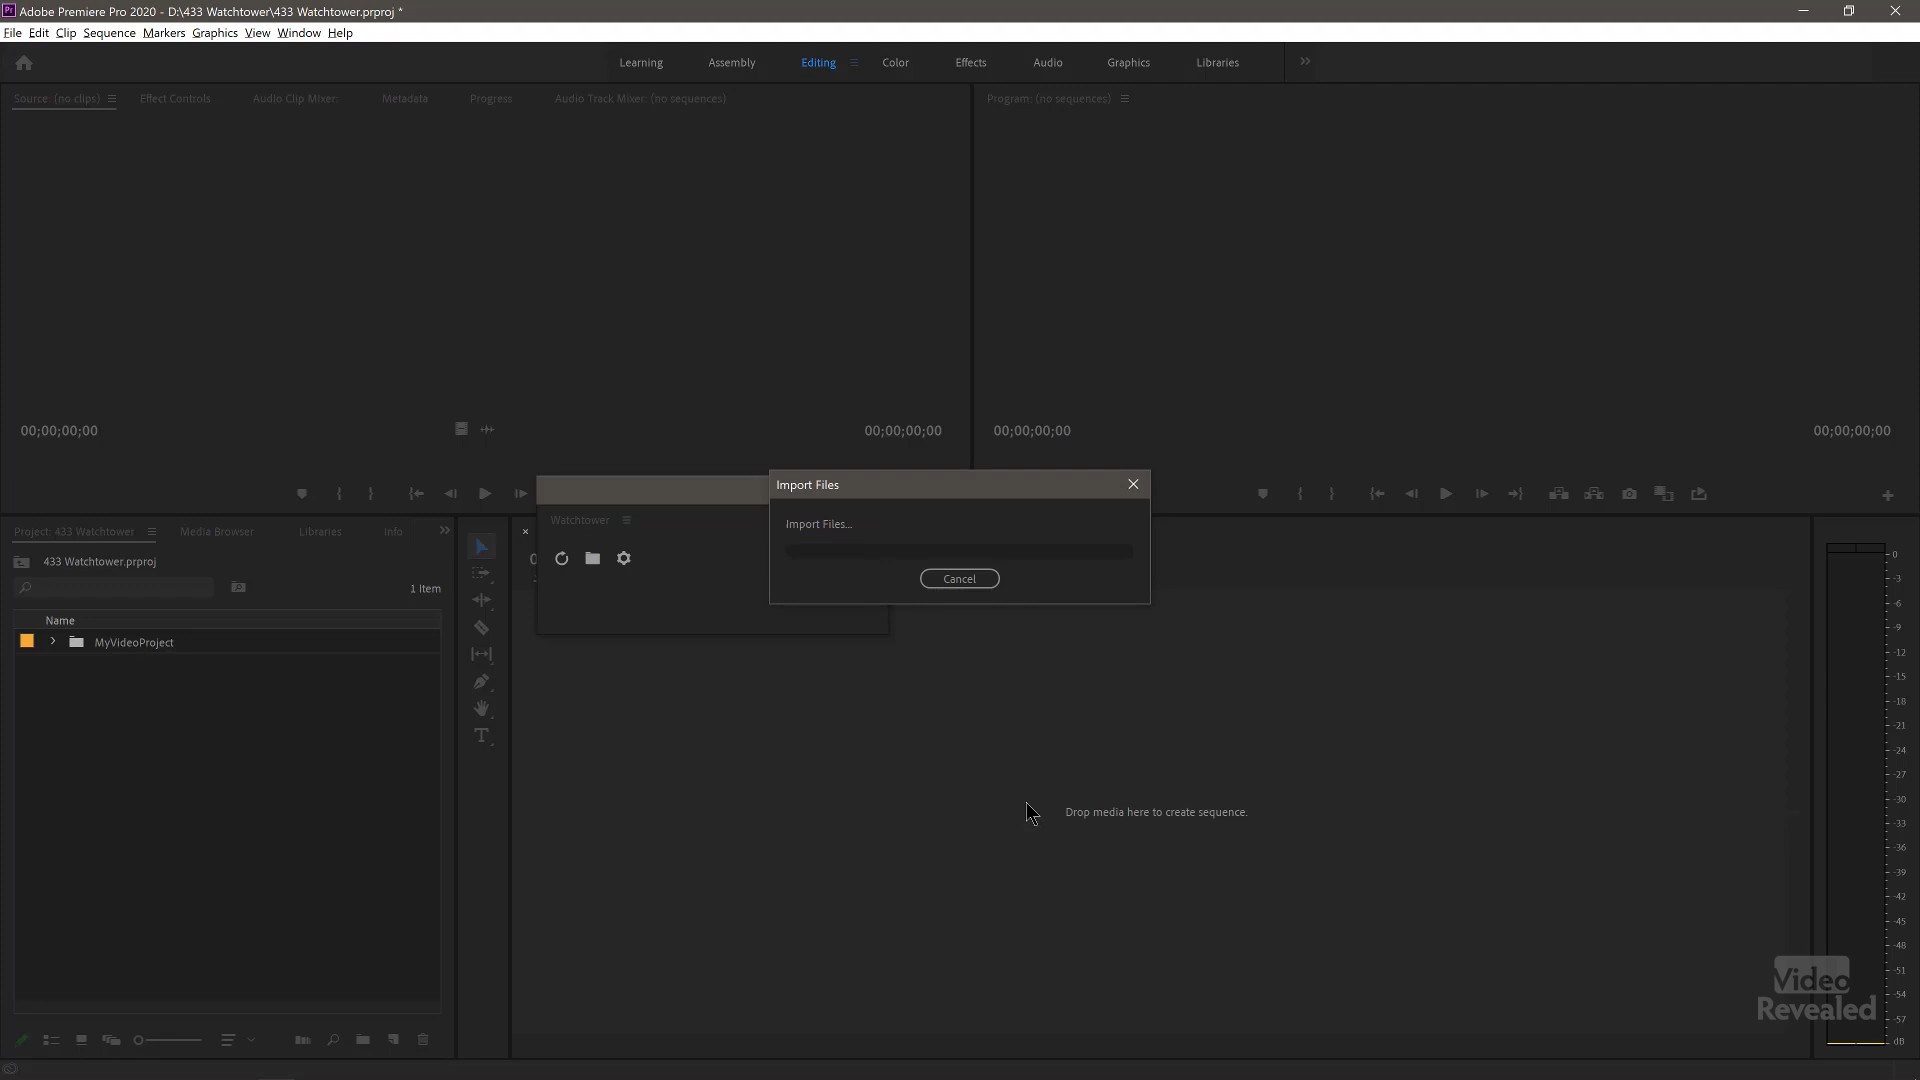 Adobe Premiere Pro 2020 - D:\433 Watchtower\433 Watchtower.prproj *
File Edit Clip Sequence Markers Graphics View Window Help
Learning Assembly Editing Color Effects Audio Graphics Libraries
Source: (no clips) Effect Controls Audio Clip Mixer: Metadata Progress Audio Track Mixer: (no sequences)
Program: (no sequences)
00;00;00;00 00;00;00;00
00;00;00;00 00;00;00;00
Import Files
Import Files...
Cancel
Watchtower
Project: 433 Watchtower Media Browser Libraries Info
433 Watchtower.prproj
1 Item
Name
MyVideoProject
Drop media here to create sequence.
0
-3
-6
-9
-12
-15
-18
-21
-24
-27
-30
-33
-36
-39
-42
-45
-48
-51
-54
-57
dB
Video
Revealed